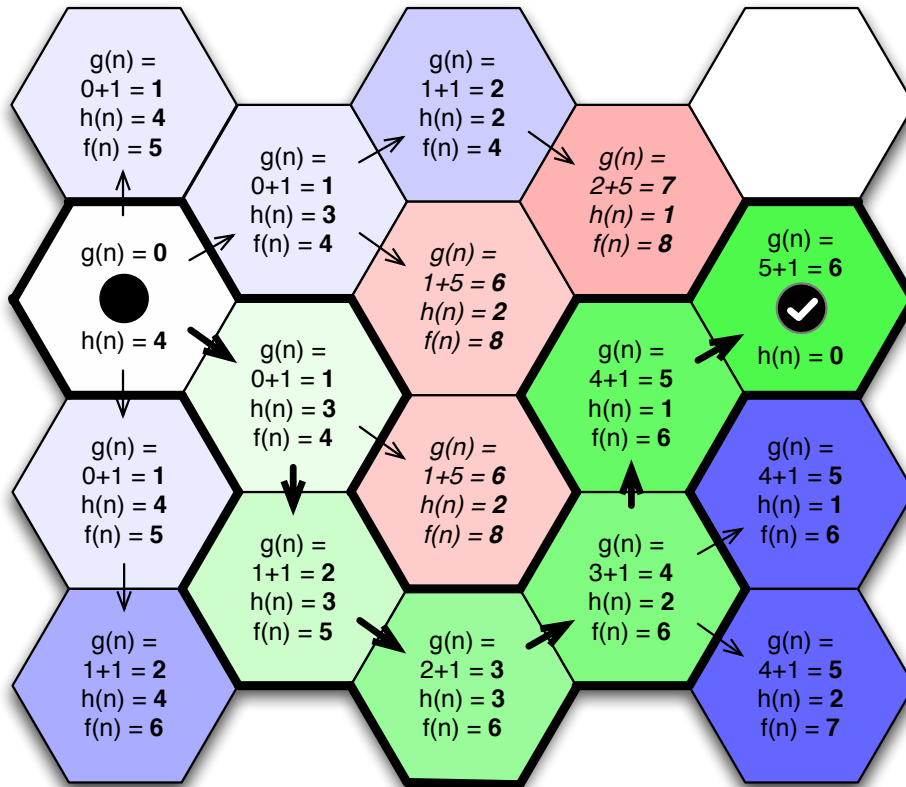 g(n) =
0+1 = 1
h(n) = 4
f(n) = 5
g(n) =
1+1 = 2
h(n) = 2
f(n) = 4
g(n) =
0+1 = 1
h(n) = 3
f(n) = 4
g(n) =
2+5 = 7
h(n) = 1
f(n) = 8
g(n) = 0
h(n) = 4
g(n) =
1+5 = 6
h(n) = 2
f(n) = 8
g(n) =
5+1 = 6
h(n) = 0
g(n) =
0+1 = 1
h(n) = 3
f(n) = 4
g(n) =
4+1 = 5
h(n) = 1
f(n) = 6
g(n) =
0+1 = 1
h(n) = 4
f(n) = 5
g(n) =
1+5 = 6
h(n) = 2
f(n) = 8
g(n) =
4+1 = 5
h(n) = 1
f(n) = 6
g(n) =
1+1 = 2
h(n) = 3
f(n) = 5
g(n) =
3+1 = 4
h(n) = 2
f(n) = 6
g(n) =
1+1 = 2
h(n) = 4
f(n) = 6
g(n) =
2+1 = 3
h(n) = 3
f(n) = 6
g(n) =
4+1 = 5
h(n) = 2
f(n) = 7